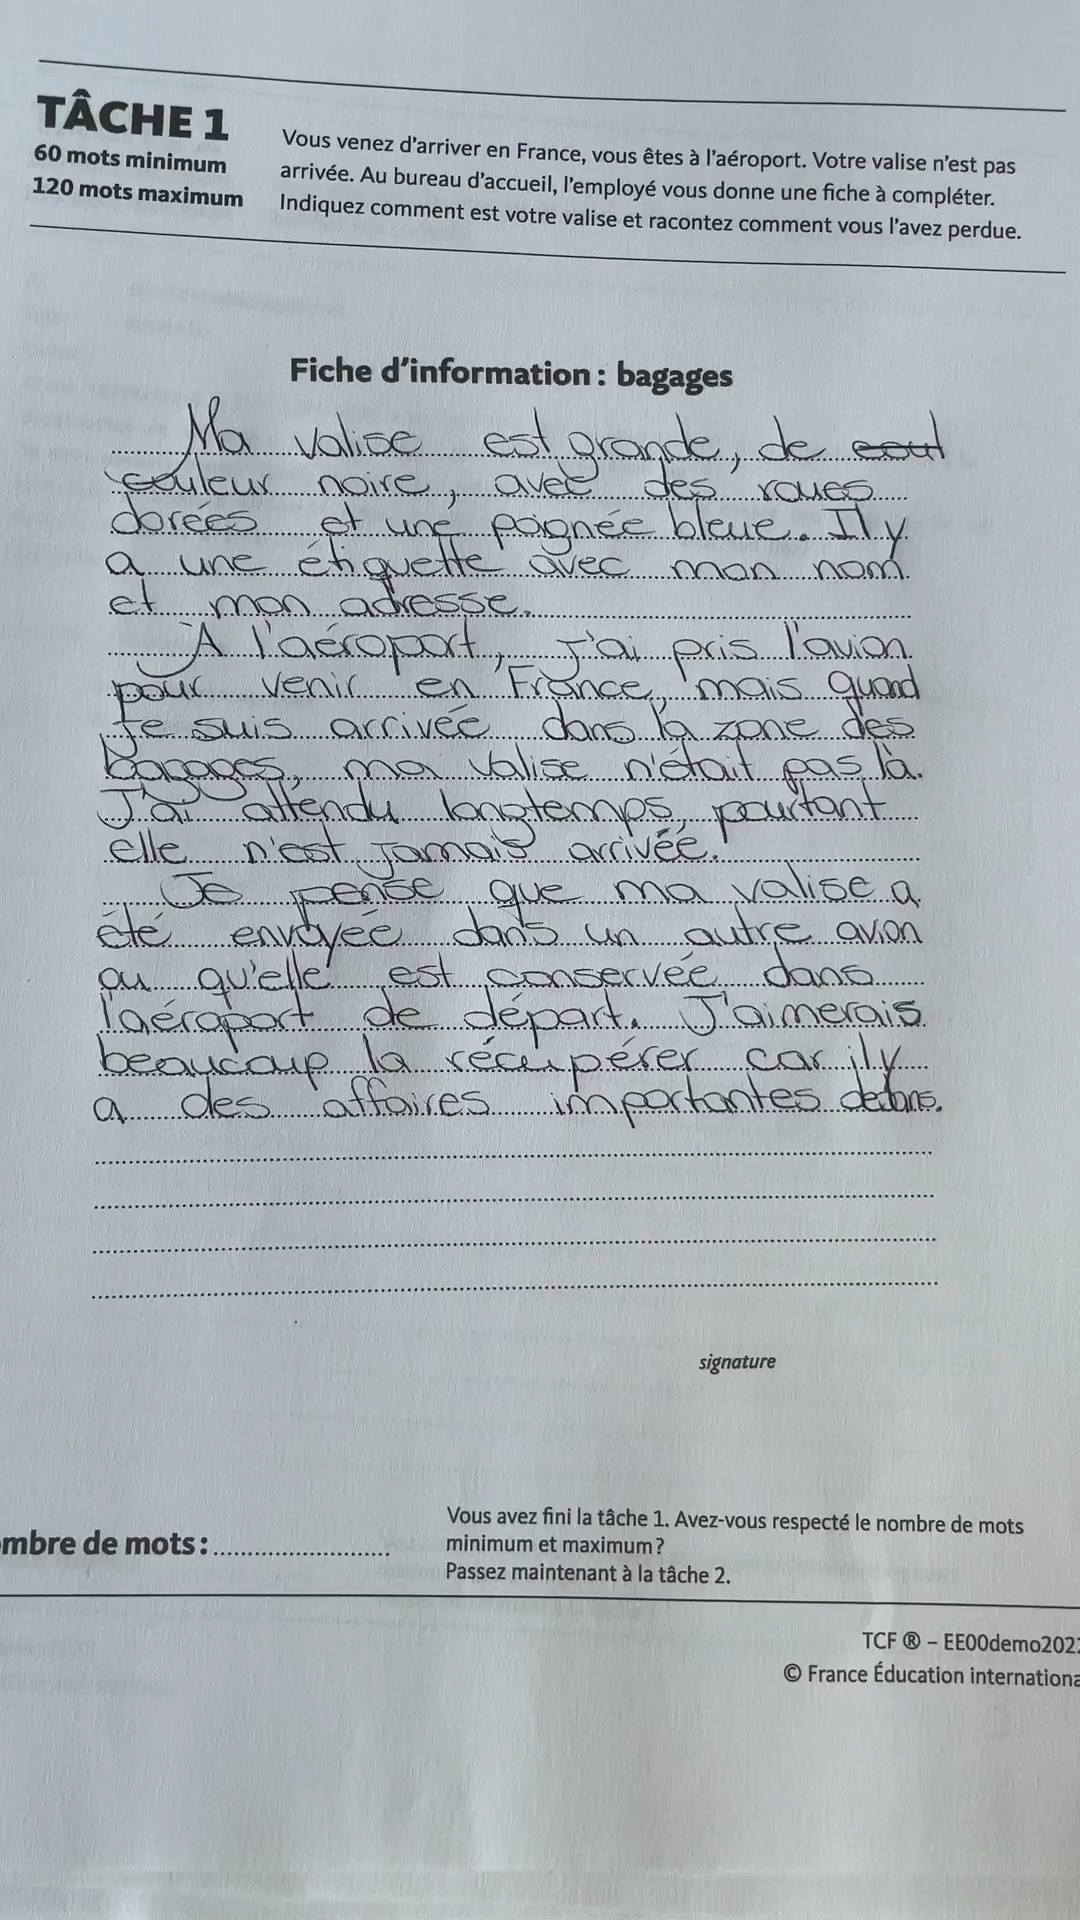 TÂCHE 1
60 mots minimum
120 mots maximum
Vous venez d'arriver en France, vous êtes à l'aéroport. Votre valise n'est pas
arrivée. Au bureau d'accueil, l'employé vous donne une fiche à compléter.
Indiquez comment est votre valise et racontez comment vous l'avez perdue.
Fiche d'information : bagages
Ma valise est grande, de coul
couleur noire, avec des roues
dorées et une poignée bleue. Il y
a une étiquette avec mon nom
et mon adresse.
À l'aéroport, j'ai pris l'avion
pour venir en France, mais quand
je suis arrivée dans la zone des
bagages, ma valise n'était pas là.
J'ai attendu longtemps, pourtant
elle n'est jamais arrivée.
Je pense que ma valise a
été envoyée dans un autre avion
ou qu'elle est conservée dans
l'aéroport de départ. J'aimerais
beaucoup la récupérer car il y
a des affaires importantes dedans.
signature
mbre de mots :
Vous avez fini la tâche 1. Avez-vous respecté le nombre de mots
minimum et maximum ?
Passez maintenant à la tâche 2.
TCF ® – EE00demo202
© France Éducation internationa